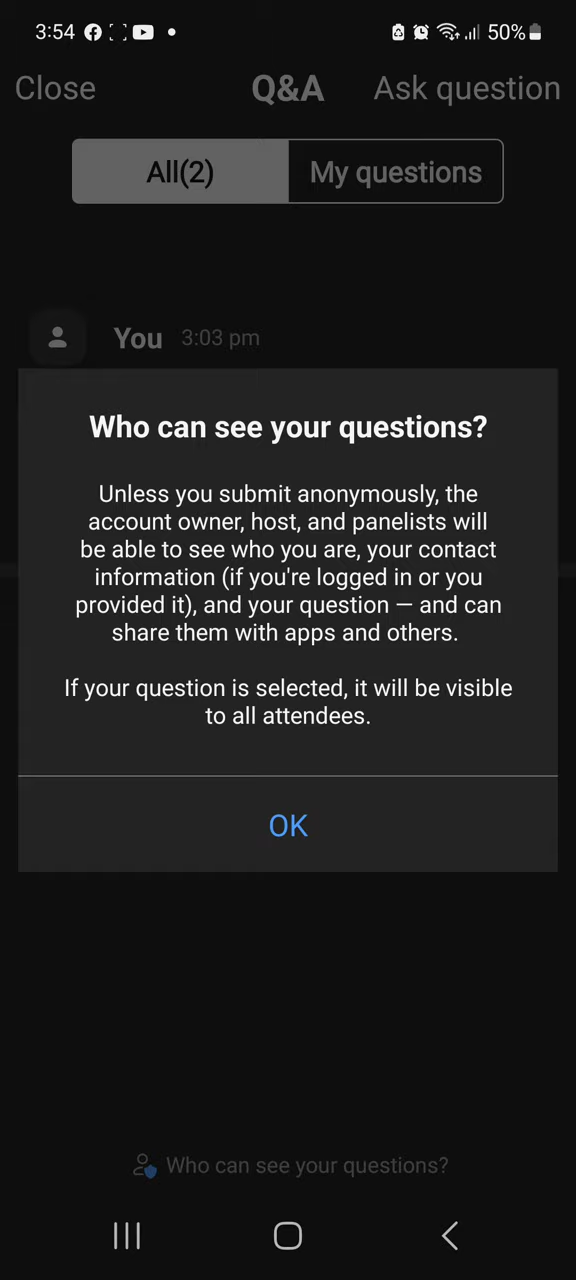 3:54 50%
Close Q&A Ask question
All(2) My questions
You 3:03 pm
Who can see your questions?
Unless you submit anonymously, the
account owner, host, and panelists will
be able to see who you are, your contact
information (if you're logged in or you
provided it), and your question — and can
share them with apps and others.
If your question is selected, it will be visible
to all attendees.
OK
Who can see your questions?